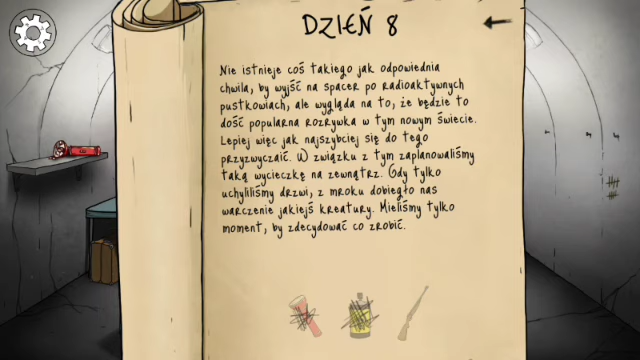 DZIEŃ 8
Nie istnieje coś takiego jak odpowiednia
chwila, by wyjść na spacer po radioaktywnych
pustkowiach, ale wygląda na to, że będzie to
dość popularna rozrywka w tym nowym świecie.
Lepiej więc jak najszybciej się do tego
przyzwyczaić. W związku z tym zaplanowaliśmy
taką wycieczkę na zewnątrz. Gdy tylko
uchyliliśmy drzwi, z mroku dobiegło nas
warczenie jakiejś kreatury. Mieliśmy tylko
moment, by zdecydować co zrobić.